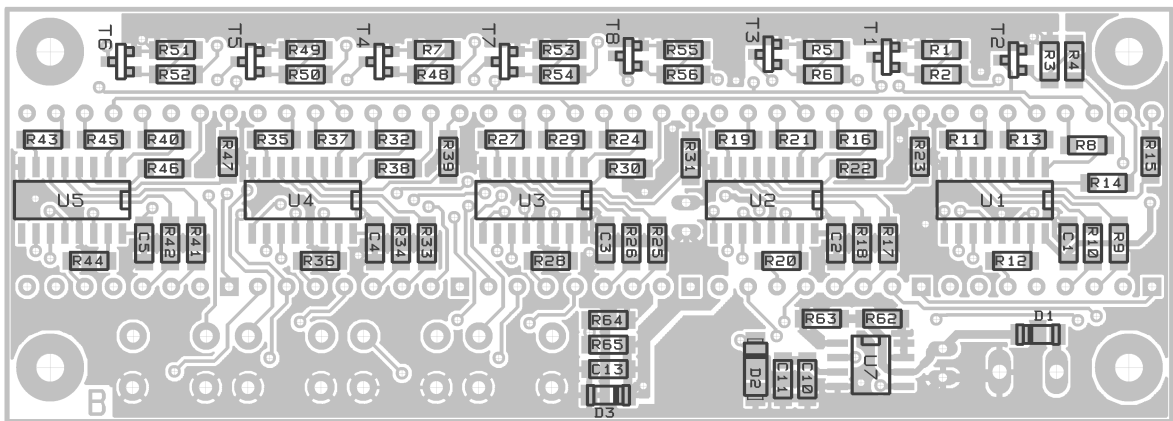 T6 R51 T5 R49 T4 R7 T7 R53 T8 R55 T3 R5 T1 R1 T2 R3 R4
R52 R50 R48 R54 R56 R6 R2
R43 R45 R40 R47 R35 R37 R32 R39 R27 R29 R24 R31 R19 R21 R16 R23 R11 R13 R8 R15
R46 R38 R30 R22 R14
U5 U4 U3 U2 U1
R44 C5 R42 R41 R36 C4 R34 R33 R28 C3 R26 R25 R20 C2 R18 R17 R12 C1 R10 R9
R64 R63 R62 D1
R65
C13 D2 C11 C10 U7
B D3